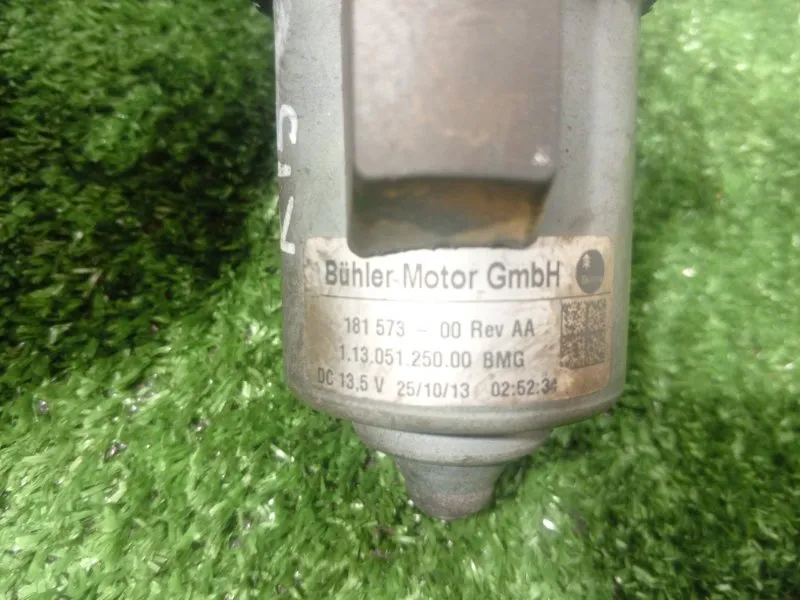 Bühler Motor GmbH
181 573 - 00 Rev AA
1.13.051.250.00 BMG
DC 13,5 V 25/10/13 02:52:34